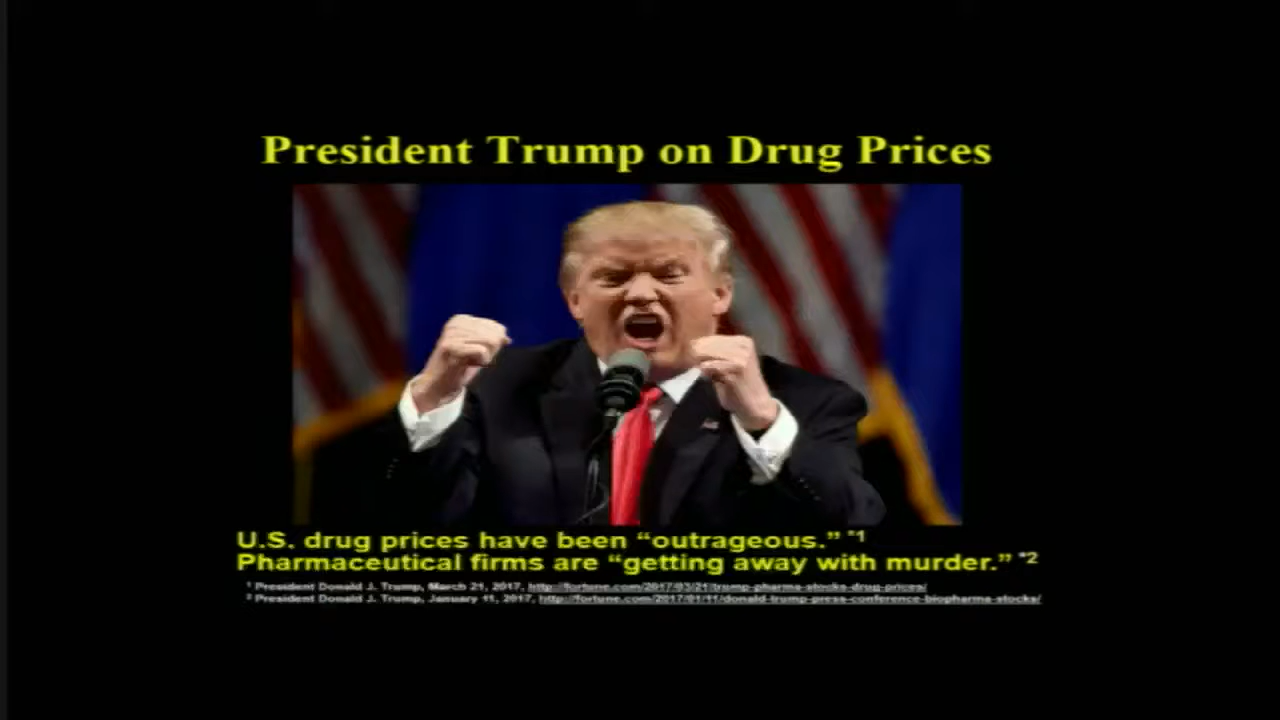 President Trump on Drug Prices
U.S. drug prices have been “outrageous.” *1
Pharmaceutical firms are “getting away with murder.” *2
1 President Donald J. Trump, March 21, 2017, http://fortune.com/2017/03/21/trump-pharma-stocks-drug-prices/
2 President Donald J. Trump, January 11, 2017, http://fortune.com/2017/01/11/donald-trump-press-conference-biopharma-stocks/